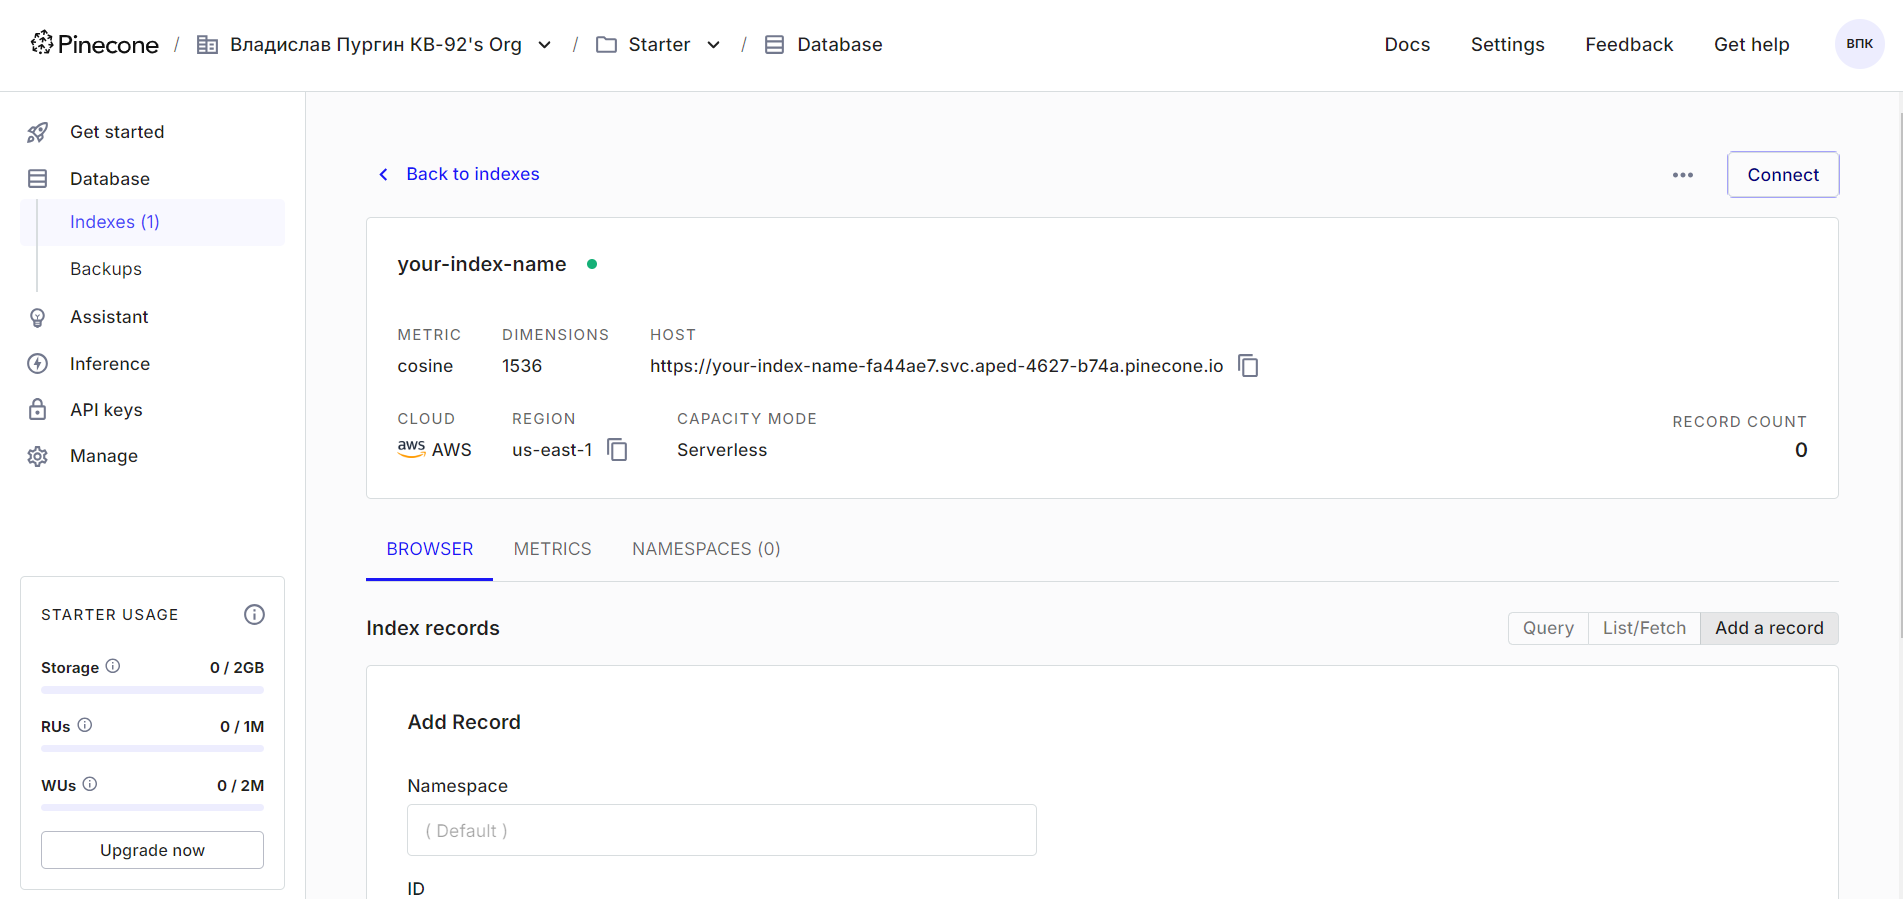 Pinecone / Владислав Пургин КВ-92's Org / Starter / Database
Docs Settings Feedback Get help ВПК
Get started
Database
Indexes (1)
Backups
Assistant
Inference
API keys
Manage
STARTER USAGE
Storage 0 / 2GB
RUs 0 / 1M
WUs 0 / 2M
Upgrade now
Back to indexes
Connect
your-index-name
METRIC DIMENSIONS HOST
cosine 1536 https://your-index-name-fa44ae7.svc.aped-4627-b74a.pinecone.io
CLOUD REGION CAPACITY MODE RECORD COUNT
aws AWS us-east-1 Serverless 0
BROWSER METRICS NAMESPACES (0)
Index records Query List/Fetch Add a record
Add Record
Namespace
( Default )
ID